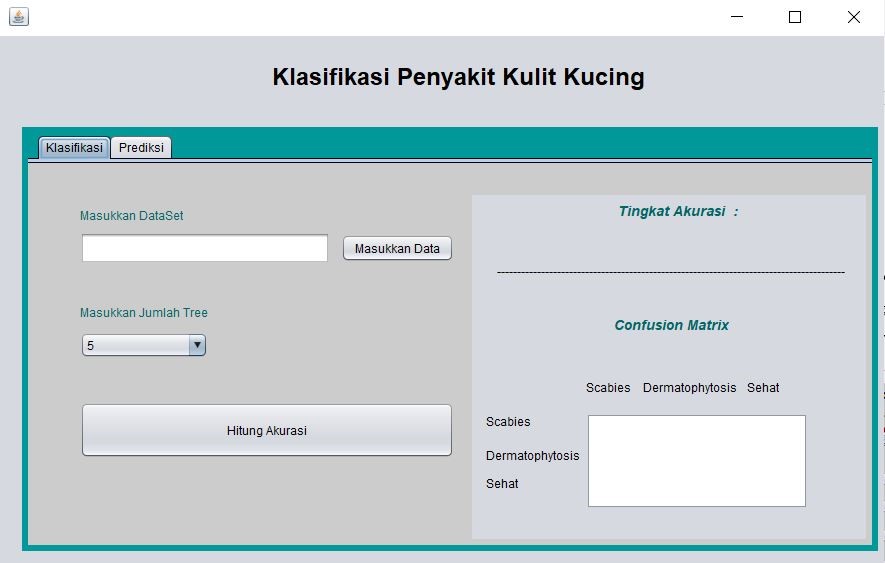 Klasifikasi Penyakit Kulit Kucing
Klasifikasi Prediksi
Masukkan DataSet
Masukkan Data
Masukkan Jumlah Tree
5
Hitung Akurasi
Tingkat Akurasi :
Confusion Matrix
Scabies Dermatophytosis Sehat
Scabies
Dermatophytosis
Sehat